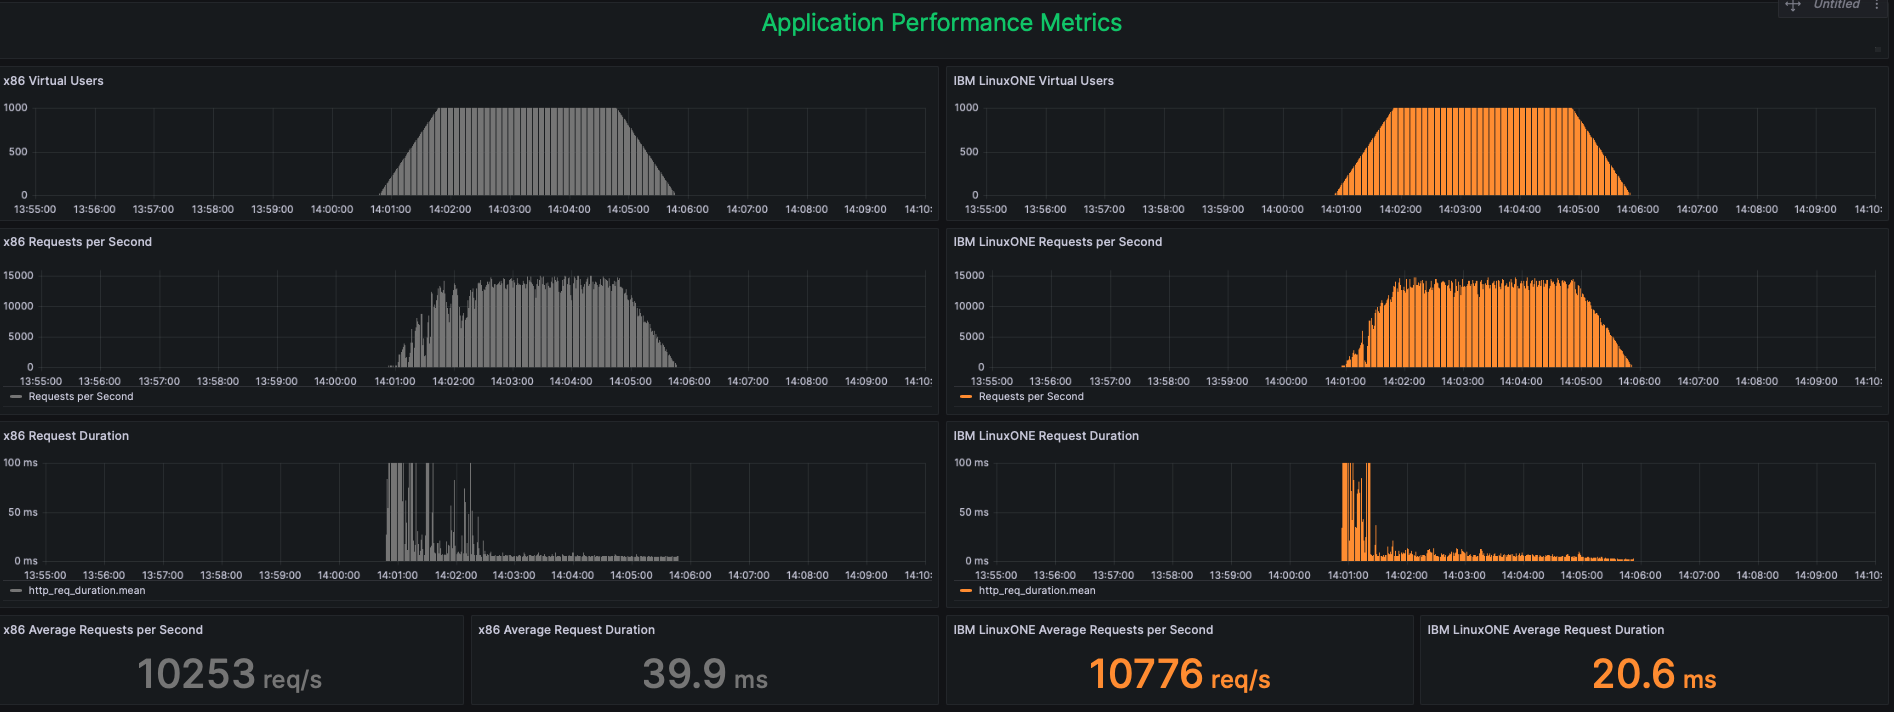 Untitled
Application Performance Metrics
x86 Virtual Users
1000
500
0
13:55:00 13:56:00 13:57:00 13:58:00 13:59:00 14:00:00 14:01:00 14:02:00 14:03:00 14:04:00 14:05:00 14:06:00 14:07:00 14:08:00 14:09:00 14:10:
IBM LinuxONE Virtual Users
1000
500
0
13:55:00 13:56:00 13:57:00 13:58:00 13:59:00 14:00:00 14:01:00 14:02:00 14:03:00 14:04:00 14:05:00 14:06:00 14:07:00 14:08:00 14:09:00 14:10:
x86 Requests per Second
15000
10000
5000
0
13:55:00 13:56:00 13:57:00 13:58:00 13:59:00 14:00:00 14:01:00 14:02:00 14:03:00 14:04:00 14:05:00 14:06:00 14:07:00 14:08:00 14:09:00 14:10:
Requests per Second
IBM LinuxONE Requests per Second
15000
10000
5000
0
13:55:00 13:56:00 13:57:00 13:58:00 13:59:00 14:00:00 14:01:00 14:02:00 14:03:00 14:04:00 14:05:00 14:06:00 14:07:00 14:08:00 14:09:00 14:10:
Requests per Second
x86 Request Duration
100 ms
50 ms
0 ms
13:55:00 13:56:00 13:57:00 13:58:00 13:59:00 14:00:00 14:01:00 14:02:00 14:03:00 14:04:00 14:05:00 14:06:00 14:07:00 14:08:00 14:09:00 14:10:
http_req_duration.mean
IBM LinuxONE Request Duration
100 ms
50 ms
0 ms
13:55:00 13:56:00 13:57:00 13:58:00 13:59:00 14:00:00 14:01:00 14:02:00 14:03:00 14:04:00 14:05:00 14:06:00 14:07:00 14:08:00 14:09:00 14:10:
http_req_duration.mean
x86 Average Requests per Second
10253 req/s
x86 Average Request Duration
39.9 ms
IBM LinuxONE Average Requests per Second
10776 req/s
IBM LinuxONE Average Request Duration
20.6 ms